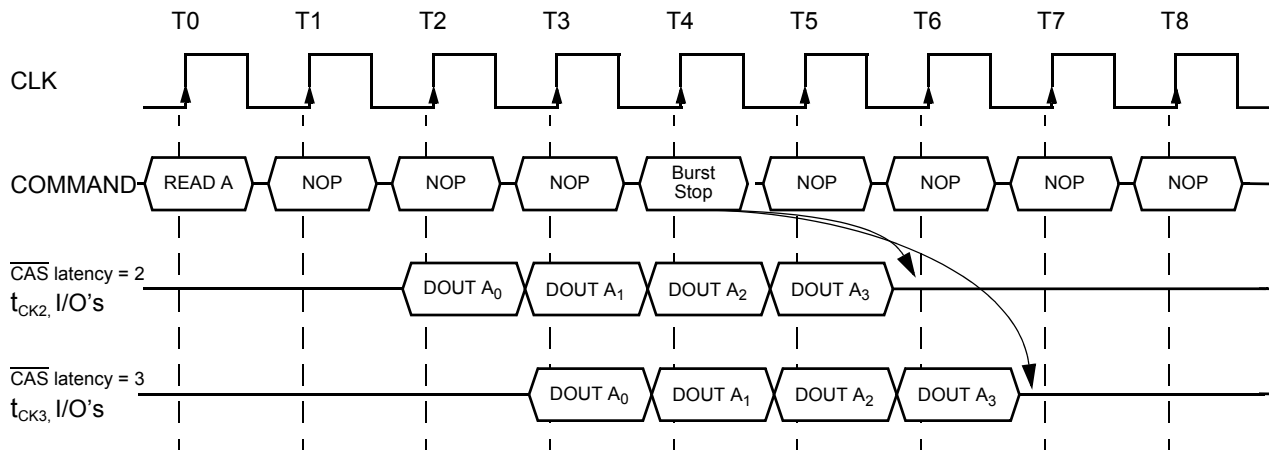 T0 T1 T2 T3 T4 T5 T6 T7 T8
CLK
COMMAND READ A NOP NOP NOP Burst Stop NOP NOP NOP NOP
CAS latency = 2
tCK2, I/O's DOUT A0 DOUT A1 DOUT A2 DOUT A3
CAS latency = 3
tCK3, I/O's DOUT A0 DOUT A1 DOUT A2 DOUT A3